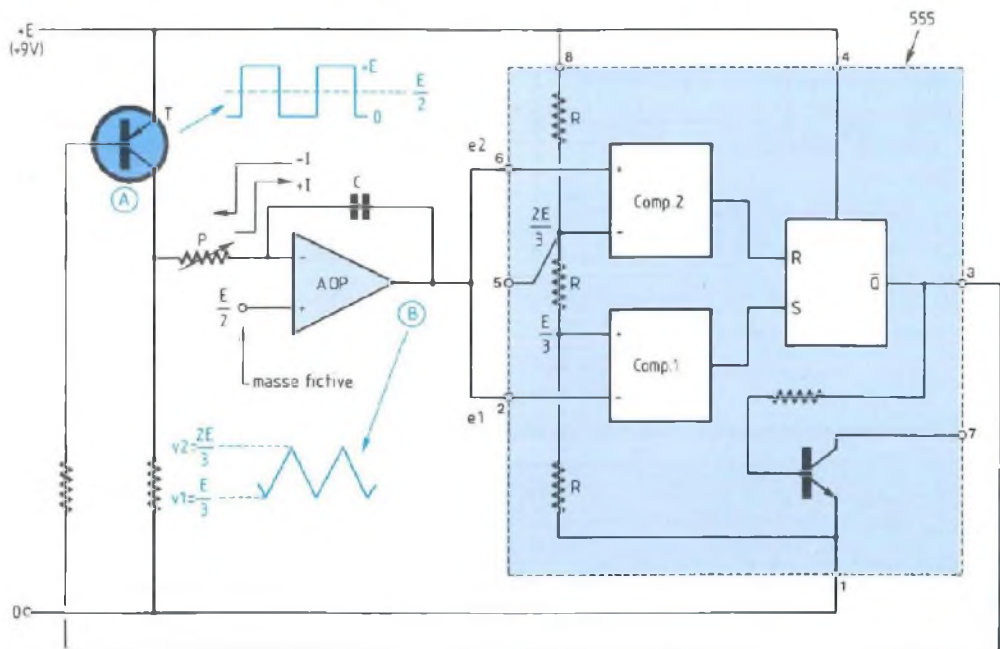 555
+E
(+9V)
8
4
T
+E
E/2
0
R
e2
6
A
-I
+I
C
Comp.2
+
-
2E/3
P
R
-
AOP
5
R
Q̅
3
S
E/2
+
B
R
E/3
+
masse fictive
Comp.1
-
e1
2
7
v2=2E/3
v1=E/3
R
1
0